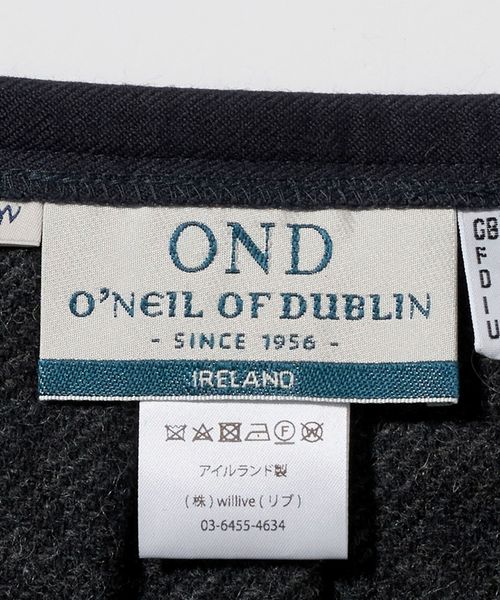 OND
O'NEIL OF DUBLIN
- SINCE 1956 -
IRELAND
アイルランド製
(株) willive (リブ)
03-6455-4634
GB
F
D
I
U